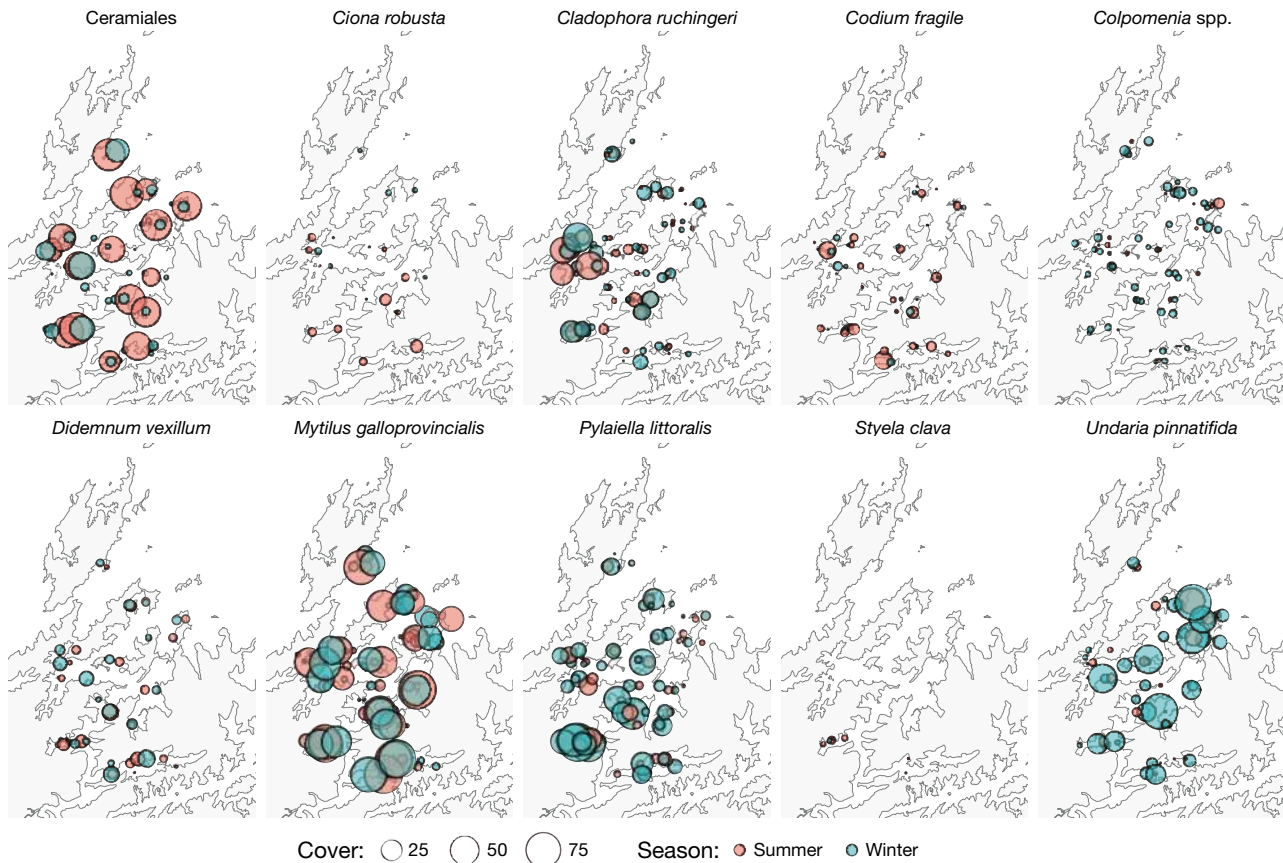 Ceramiales Ciona robusta Cladophora ruchingeri Codium fragile Colpomenia spp.
Didemnum vexillum Mytilus galloprovincialis Pylaiella littoralis Styela clava Undaria pinnatifida
Cover: 25 50 75 Season: Summer Winter